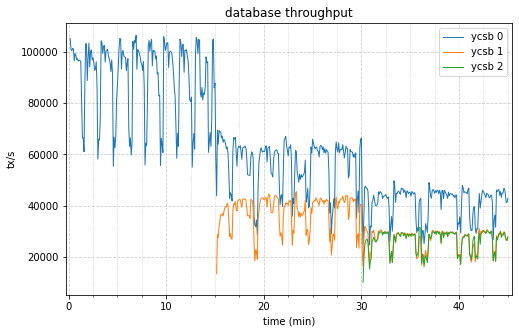 database throughput
ycsb 0
ycsb 1
ycsb 2
tx/s
100000
80000
60000
40000
20000
0
10
20
30
40
time (min)